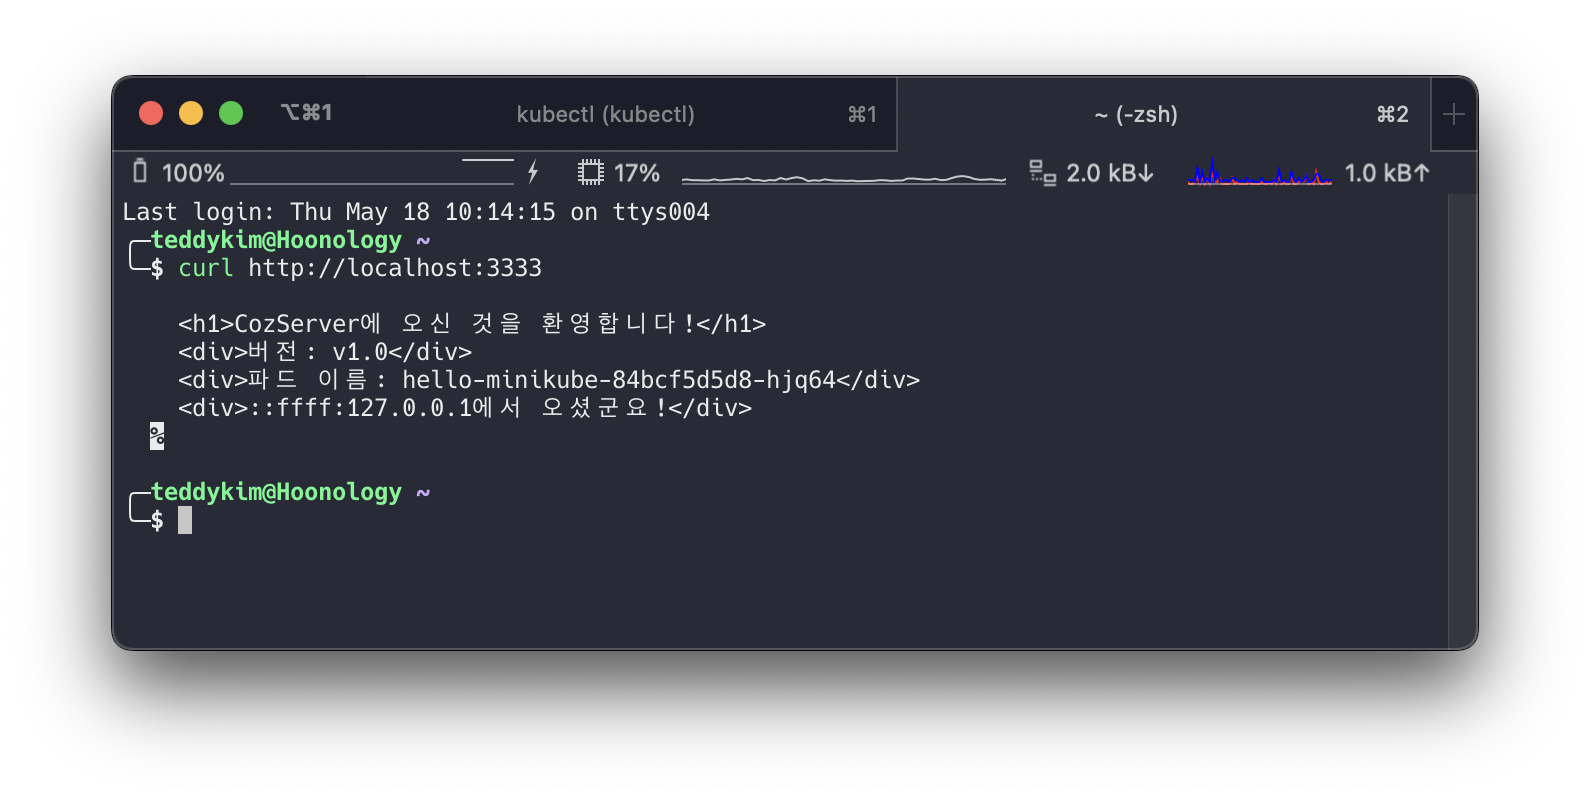 ⌥⌘1 kubectl (kubectl) ⌘1 ~ (-zsh) ⌘2 +
100% 17% 2.0 kB↓ 1.0 kB↑
Last login: Thu May 18 10:14:15 on ttys004
teddykim@Hoonology ~
$ curl http://localhost:3333
<h1>CozServer에 오신 것을 환영합니다!</h1>
<div>버전: v1.0</div>
<div>파드 이름: hello-minikube-84bcf5d5d8-hjq64</div>
<div>::ffff:127.0.0.1에서 오셨군요!</div>
%
teddykim@Hoonology ~
$